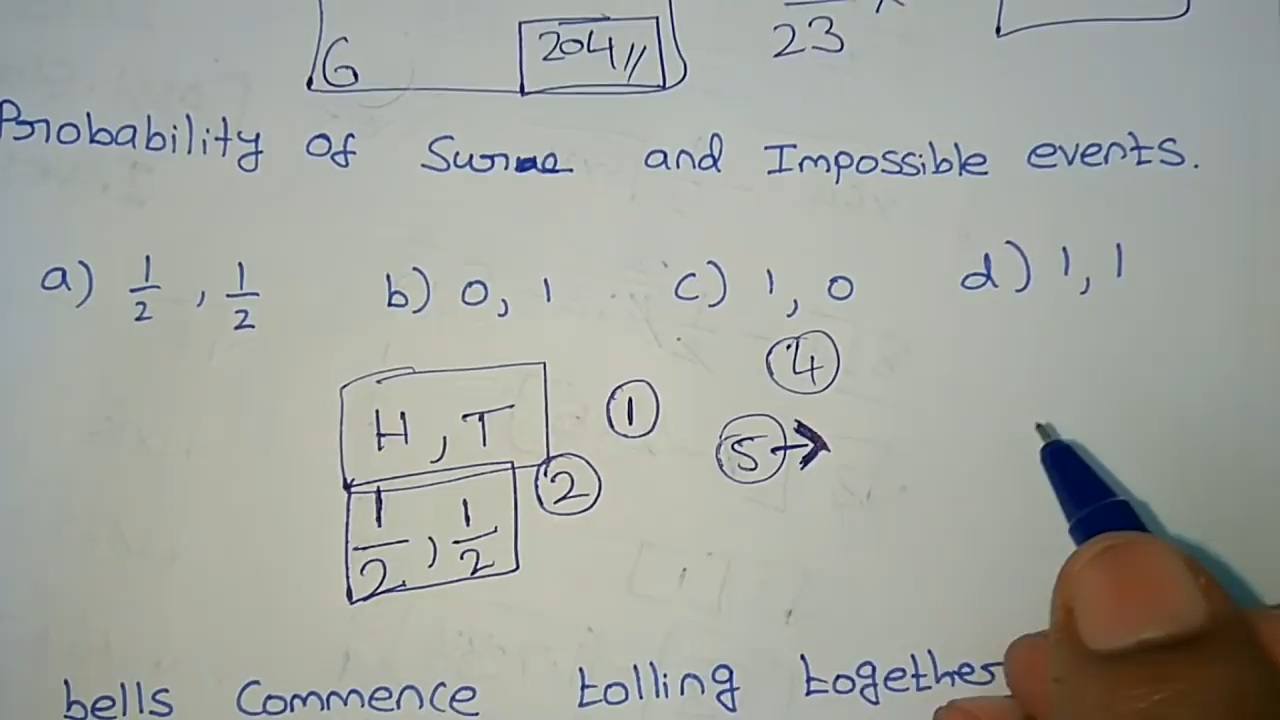 6 204 23
Probability of Sure and Impossible events.
a) 1/2, 1/2 b) 0, 1 c) 1, 0 d) 1, 1
4
H, T 1
5 →
1/2, 1/2 2
bells Commence tolling together